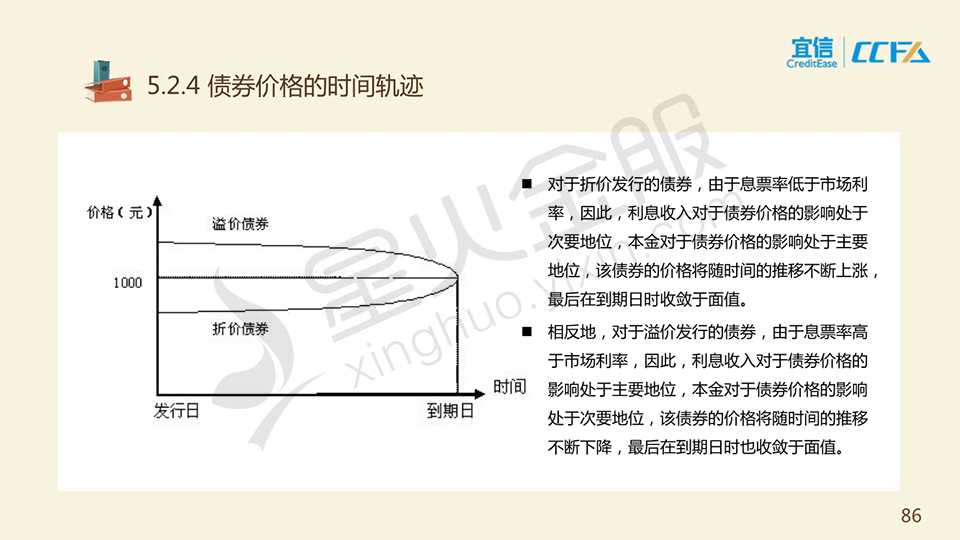 宜信
CreditEase
CCFA
5.2.4 债券价格的时间轨迹
价格（元）
溢价债券
1000
折价债券
时间
发行日
到期日
■ 对于折价发行的债券，由于息票率低于市场利
率，因此，利息收入对于债券价格的影响处于
次要地位，本金对于债券价格的影响处于主要
地位，该债券的价格将随时间的推移不断上涨，
最后在到期日时收敛于面值。
■ 相反地，对于溢价发行的债券，由于息票率高
于市场利率，因此，利息收入对于债券价格的
影响处于主要地位，本金对于债券价格的影响
处于次要地位，该债券的价格将随时间的推移
不断下降，最后在到期日时也收敛于面值。
星火金服
xinghuo.yixin.com
86